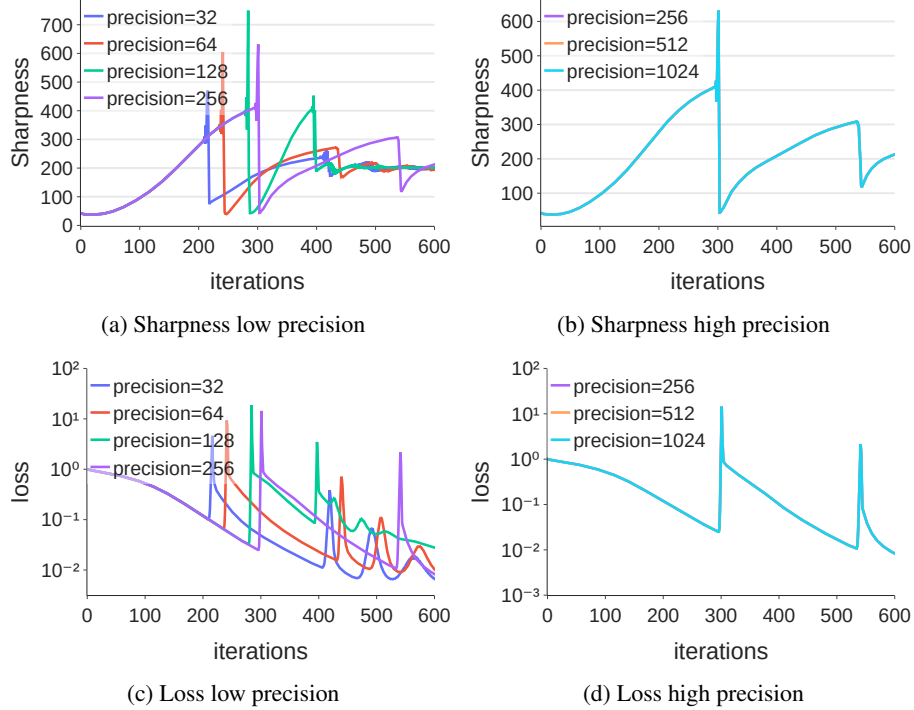 700
600
500
400
300
200
100
0
Sharpness
precision=32
precision=64
precision=128
precision=256
0 100 200 300 400 500 600
iterations
(a) Sharpness low precision
600
500
400
300
200
100
Sharpness
precision=256
precision=512
precision=1024
0 100 200 300 400 500 600
iterations
(b) Sharpness high precision
10²
10¹
10⁰
10⁻¹
10⁻²
loss
precision=32
precision=64
precision=128
precision=256
0 100 200 300 400 500 600
iterations
(c) Loss low precision
10²
10¹
10⁰
10⁻¹
10⁻²
10⁻³
loss
precision=256
precision=512
precision=1024
0 100 200 300 400 500 600
iterations
(d) Loss high precision